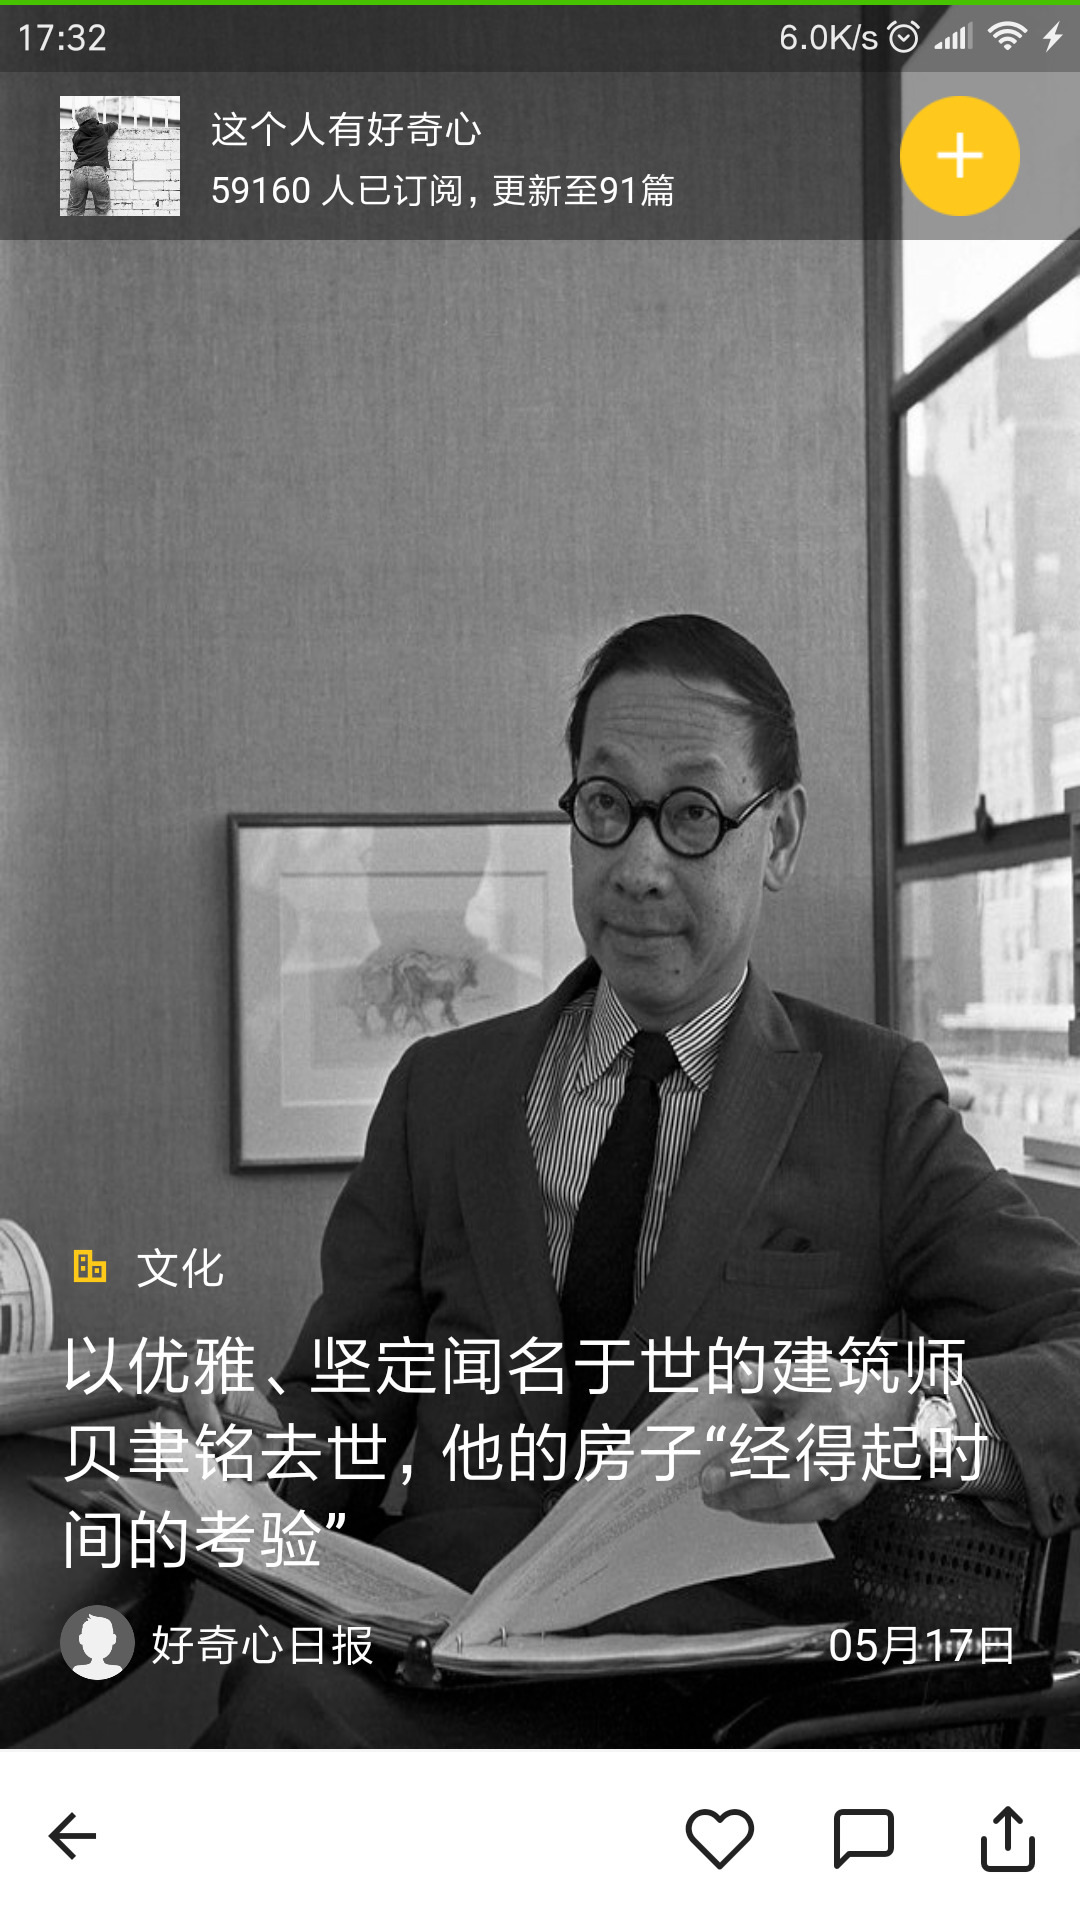 17:32
6.0K/s
这个人有好奇心
59160 人已订阅, 更新至91篇
文化
以优雅、坚定闻名于世的建筑师
贝聿铭去世, 他的房子“经得起时
间的考验”
好奇心日报
05月17日